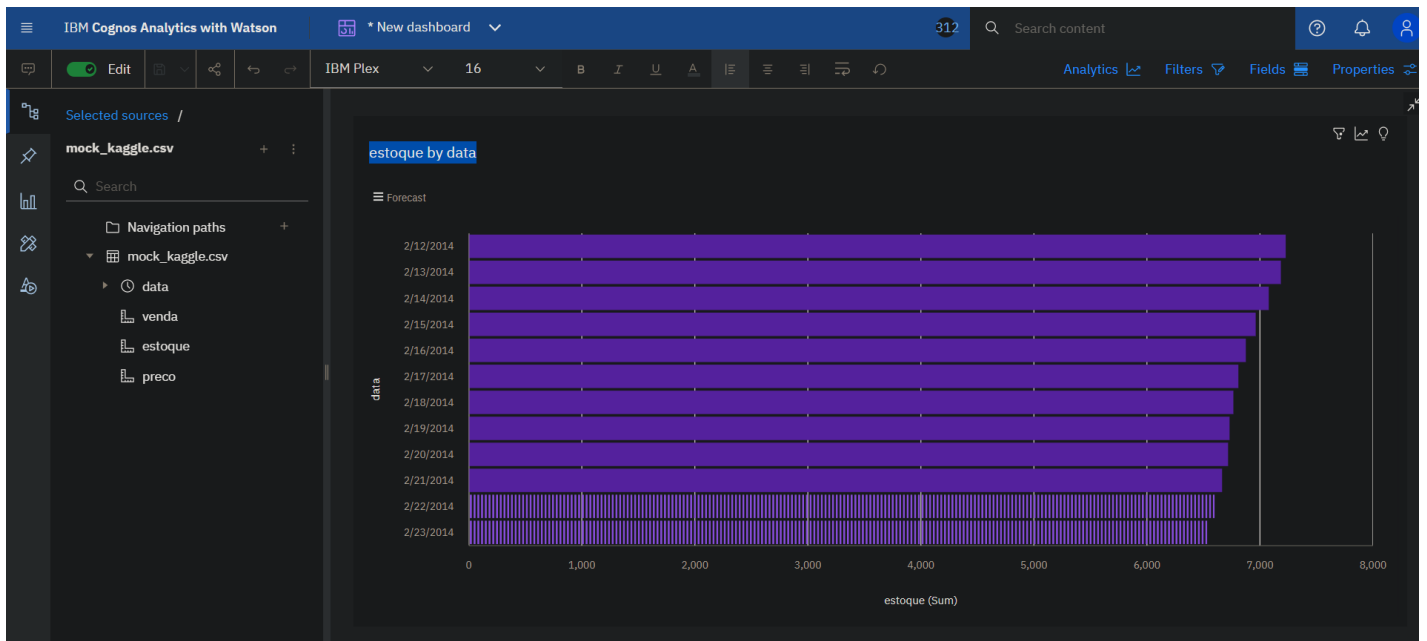 IBM Cognos Analytics with Watson
* New dashboard
312
Search content
Edit
IBM Plex
16
B I U A
Analytics
Filters
Fields
Properties
Selected sources /
mock_kaggle.csv
Search
Navigation paths
mock_kaggle.csv
data
venda
estoque
preco
estoque by data
Forecast
data
2/12/2014
2/13/2014
2/14/2014
2/15/2014
2/16/2014
2/17/2014
2/18/2014
2/19/2014
2/20/2014
2/21/2014
2/22/2014
2/23/2014
0 1,000 2,000 3,000 4,000 5,000 6,000 7,000 8,000
estoque (Sum)